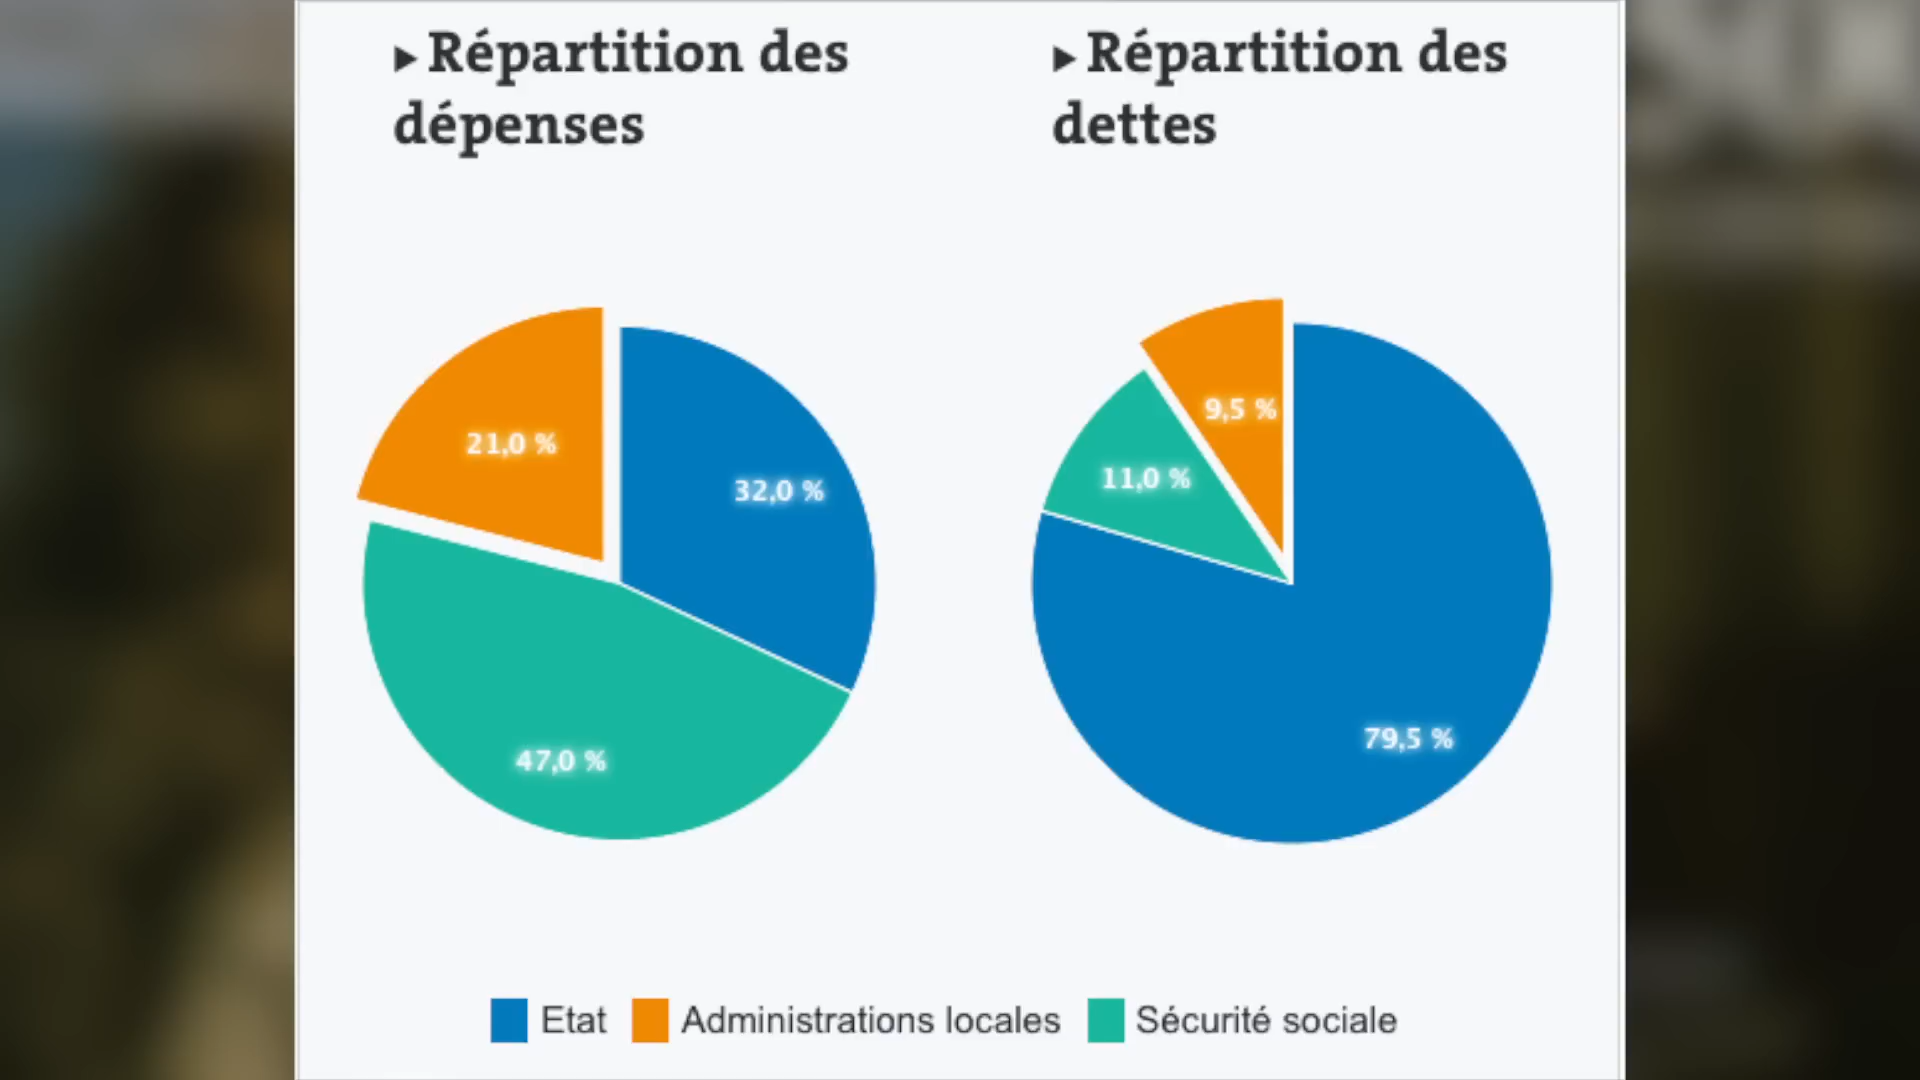 ▸Répartition des
dépenses
▸Répartition des
dettes
21,0 %
32,0 %
47,0 %
9,5 %
11,0 %
79,5 %
Etat Administrations locales Sécurité sociale